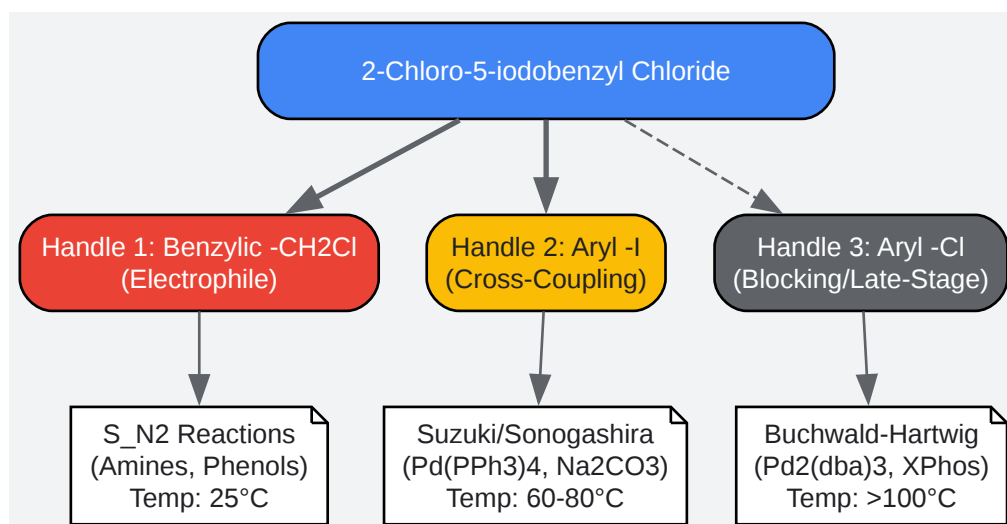 2-Chloro-5-iodobenzyl Chloride
Handle 1: Benzylic -CH2Cl
(Electrophile)
Handle 2: Aryl -I
(Cross-Coupling)
Handle 3: Aryl -Cl
(Blocking/Late-Stage)
S_N2 Reactions
(Amines, Phenols)
Temp: 25°C
Suzuki/Sonogashira
(Pd(PPh3)4, Na2CO3)
Temp: 60-80°C
Buchwald-Hartwig
(Pd2(dba)3, XPhos)
Temp: >100°C